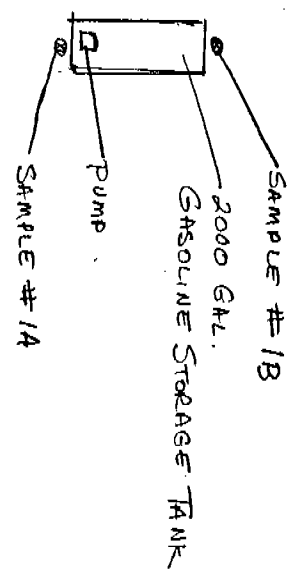 SAMPLE # 1B
2000 GAL.
GASOLINE STORAGE TANK
PUMP.
SAMPLE # 1A